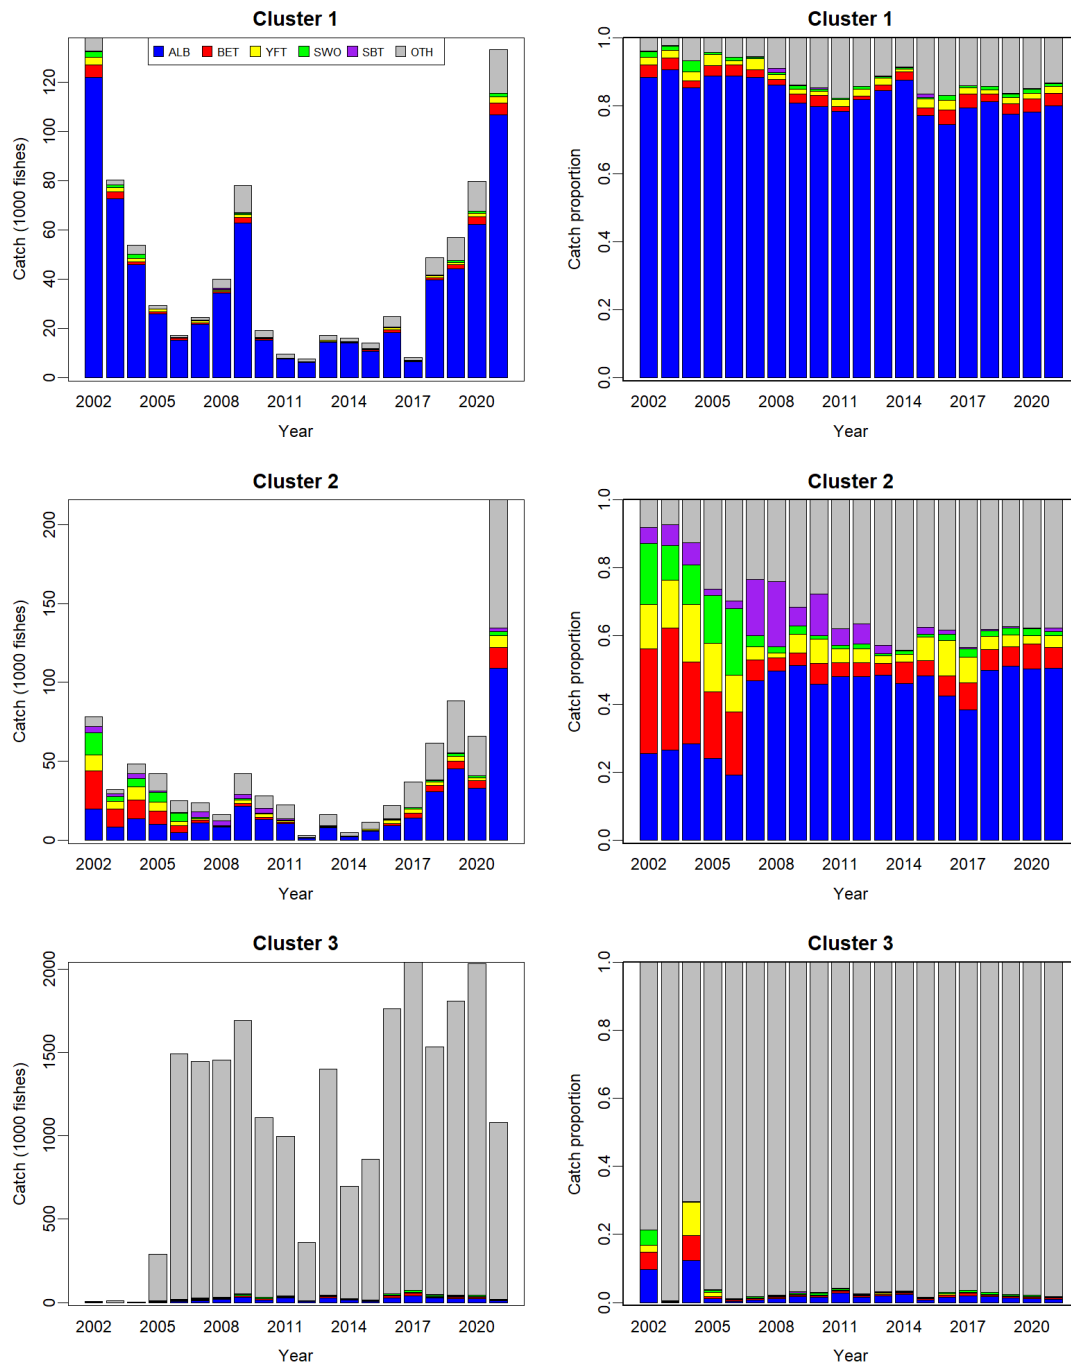 Cluster 1
Catch (1000 fishes)
0 20 40 60 80 100 120
ALB BET YFT SWO SBT OTH
2002 2005 2008 2011 2014 2017 2020
Year
Cluster 1
Catch proportion
0.0 0.2 0.4 0.6 0.8 1.0
2002 2005 2008 2011 2014 2017 2020
Year
Cluster 2
Catch (1000 fishes)
0 50 100 150 200
2002 2005 2008 2011 2014 2017 2020
Year
Cluster 2
Catch proportion
0.0 0.2 0.4 0.6 0.8 1.0
2002 2005 2008 2011 2014 2017 2020
Year
Cluster 3
Catch (1000 fishes)
0 500 1000 1500 2000
2002 2005 2008 2011 2014 2017 2020
Year
Cluster 3
Catch proportion
0.0 0.2 0.4 0.6 0.8 1.0
2002 2005 2008 2011 2014 2017 2020
Year